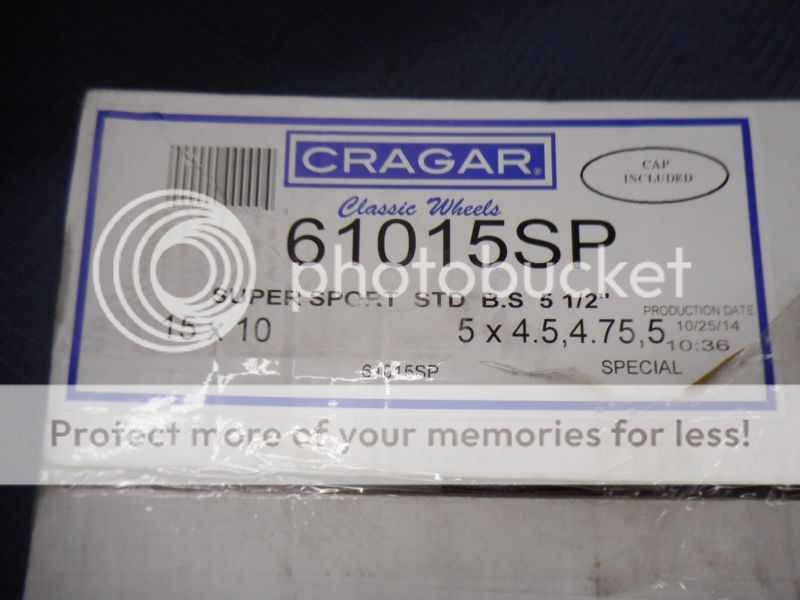 CRAGAR®
CAP
INCLUDED
Classic Wheels
61015SP
photobucket
SUPER SPORT STD B.S 5 1/2"
PRODUCTION DATE
15 x 10 5 x 4.5,4.75,5 10/25/14
10:36
61015SP SPECIAL
Protect more of your memories for less!